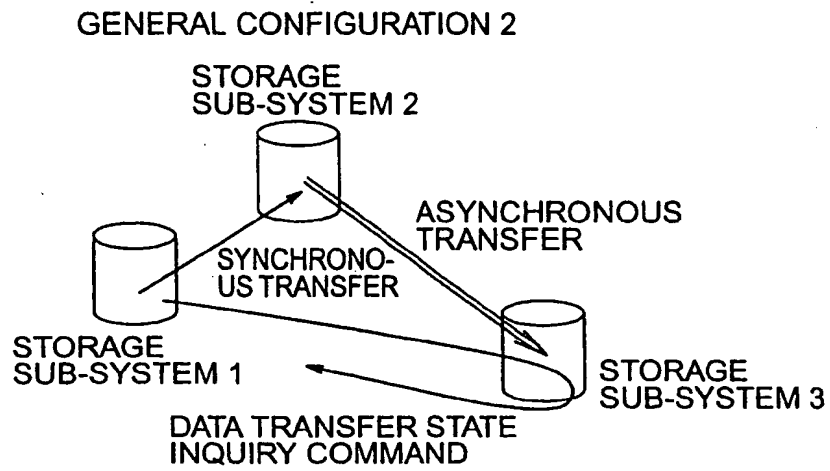 GENERAL CONFIGURATION 2
STORAGE
SUB-SYSTEM 2
ASYNCHRONOUS
TRANSFER
SYNCHRONO-
US TRANSFER
STORAGE
SUB-SYSTEM 1
STORAGE
SUB-SYSTEM 3
DATA TRANSFER STATE
INQUIRY COMMAND